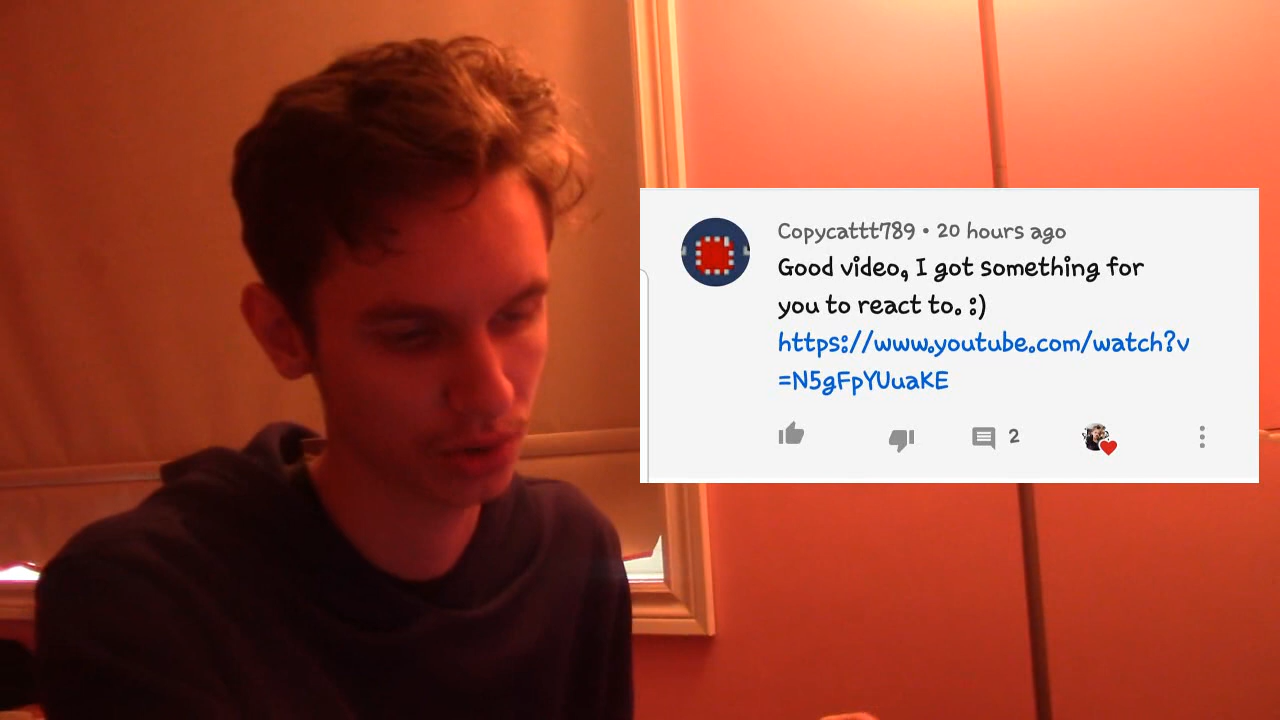 Copycattt789 • 20 hours ago
Good video, I got something for
you to react to. :)
https://www.youtube.com/watch?v
=N5gFpYUuaKE
2